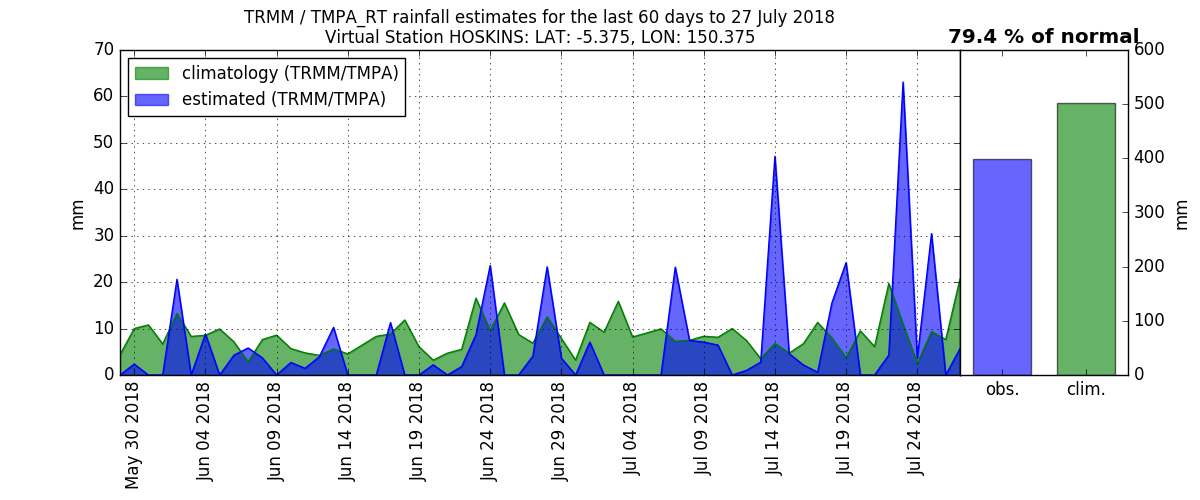 TRMM / TMPA_RT rainfall estimates for the last 60 days to 27 July 2018
Virtual Station HOSKINS: LAT: -5.375, LON: 150.375
79.4 % of normal
climatology (TRMM/TMPA)
estimated (TRMM/TMPA)
70
60
50
40
30
20
10
0
mm
May 30 2018
Jun 04 2018
Jun 09 2018
Jun 14 2018
Jun 19 2018
Jun 24 2018
Jun 29 2018
Jul 04 2018
Jul 09 2018
Jul 14 2018
Jul 19 2018
Jul 24 2018
600
500
400
300
200
100
0
mm
obs.
clim.